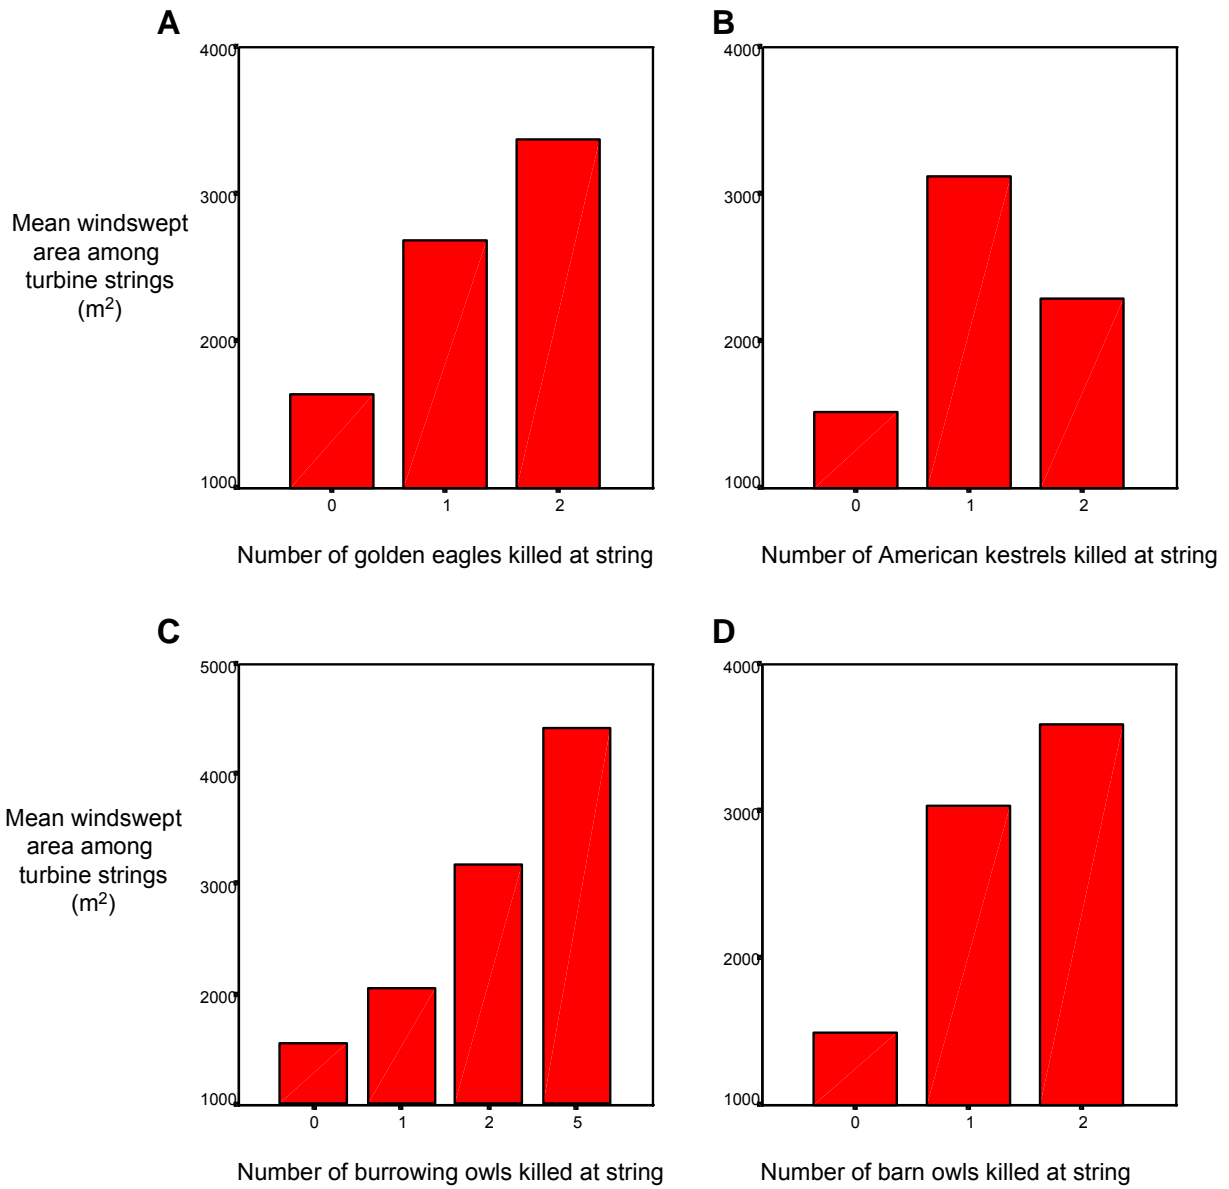 A
B
4000
3000
2000
1000
Mean windswept
area among
turbine strings
(m²)
0 1 2
Number of golden eagles killed at string
4000
3000
2000
1000
0 1 2
Number of American kestrels killed at string
C
D
5000
4000
3000
2000
1000
Mean windswept
area among
turbine strings
(m²)
0 1 2 5
Number of burrowing owls killed at string
4000
3000
2000
1000
0 1 2
Number of barn owls killed at string